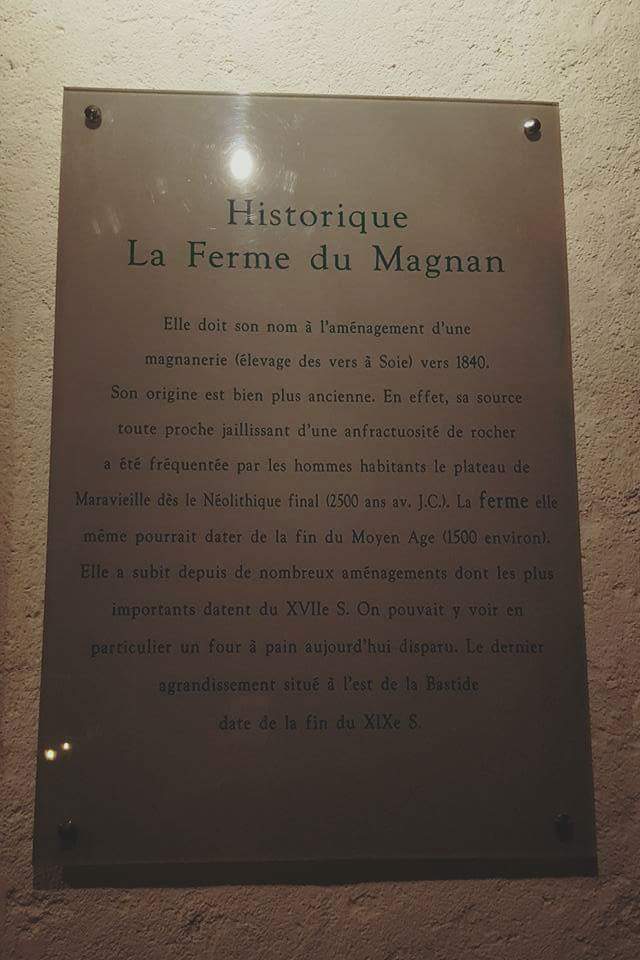 Historique
La Ferme du Magnan
Elle doit son nom à l'aménagement d'une
magnanerie (élevage des vers à Soie) vers 1840.
Son origine est bien plus ancienne. En effet, sa source
toute proche jaillissant d'une anfractuosité de rocher
a été fréquentée par les hommes habitants le plateau de
Maravieille dès le Néolithique final (2500 ans av. J.C.). La ferme elle
même pourrait dater de la fin du Moyen Age (1500 environ).
Elle a subit depuis de nombreux aménagements dont les plus
importants datent du XVIIe S. On pouvait y voir en
particulier un four à pain aujourd'hui disparu. Le dernier
agrandissement situé à l'est de la Bastide
date de la fin du XIXe S.